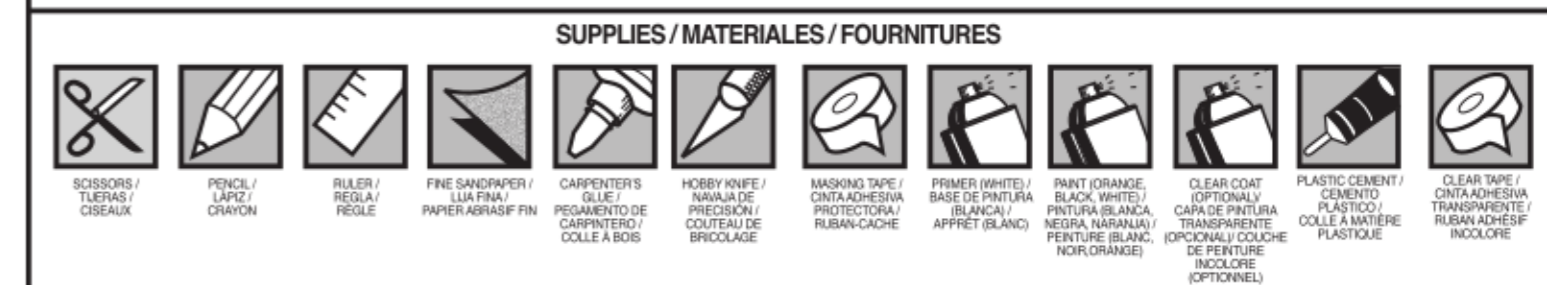 SUPPLIES / MATERIALES / FOURNITURES
SCISSORS /
TIJERAS /
CISEAUX
PENCIL /
LÁPIZ /
CRAYON
RULER /
REGLA /
RÈGLE
FINE SANDPAPER /
LIJA FINA /
PAPIER ABRASIF FIN
CARPENTER'S
GLUE /
PEGAMENTO DE
CARPINTERO /
COLLE À BOIS
HOBBY KNIFE /
NAVAJA DE
PRECISIÓN /
COUTEAU DE
BRICOLAGE
MASKING TAPE /
CINTA ADHESIVA
PROTECTORA /
RUBAN-CACHE
PRIMER (WHITE) /
BASE DE PINTURA
(BLANCA) /
APPRÊT (BLANC)
PAINT (ORANGE,
BLACK, WHITE) /
PINTURA (BLANCA,
NEGRA, NARANJA) /
PEINTURE (BLANC,
NOIR,ORANGE)
CLEAR COAT
(OPTIONAL)/
CAPA DE PINTURA
TRANSPARENTE
(OPCIONAL)/ COUCHE
DE PEINTURE
INCOLORE
(OPTIONNEL)
PLASTIC CEMENT /
CEMENTO
PLÁSTICO /
COLLE À MATIÈRE
PLASTIQUE
CLEAR TAPE /
CINTA ADHESIVA
TRANSPARENTE /
RUBAN ADHÉSIF
INCOLORE